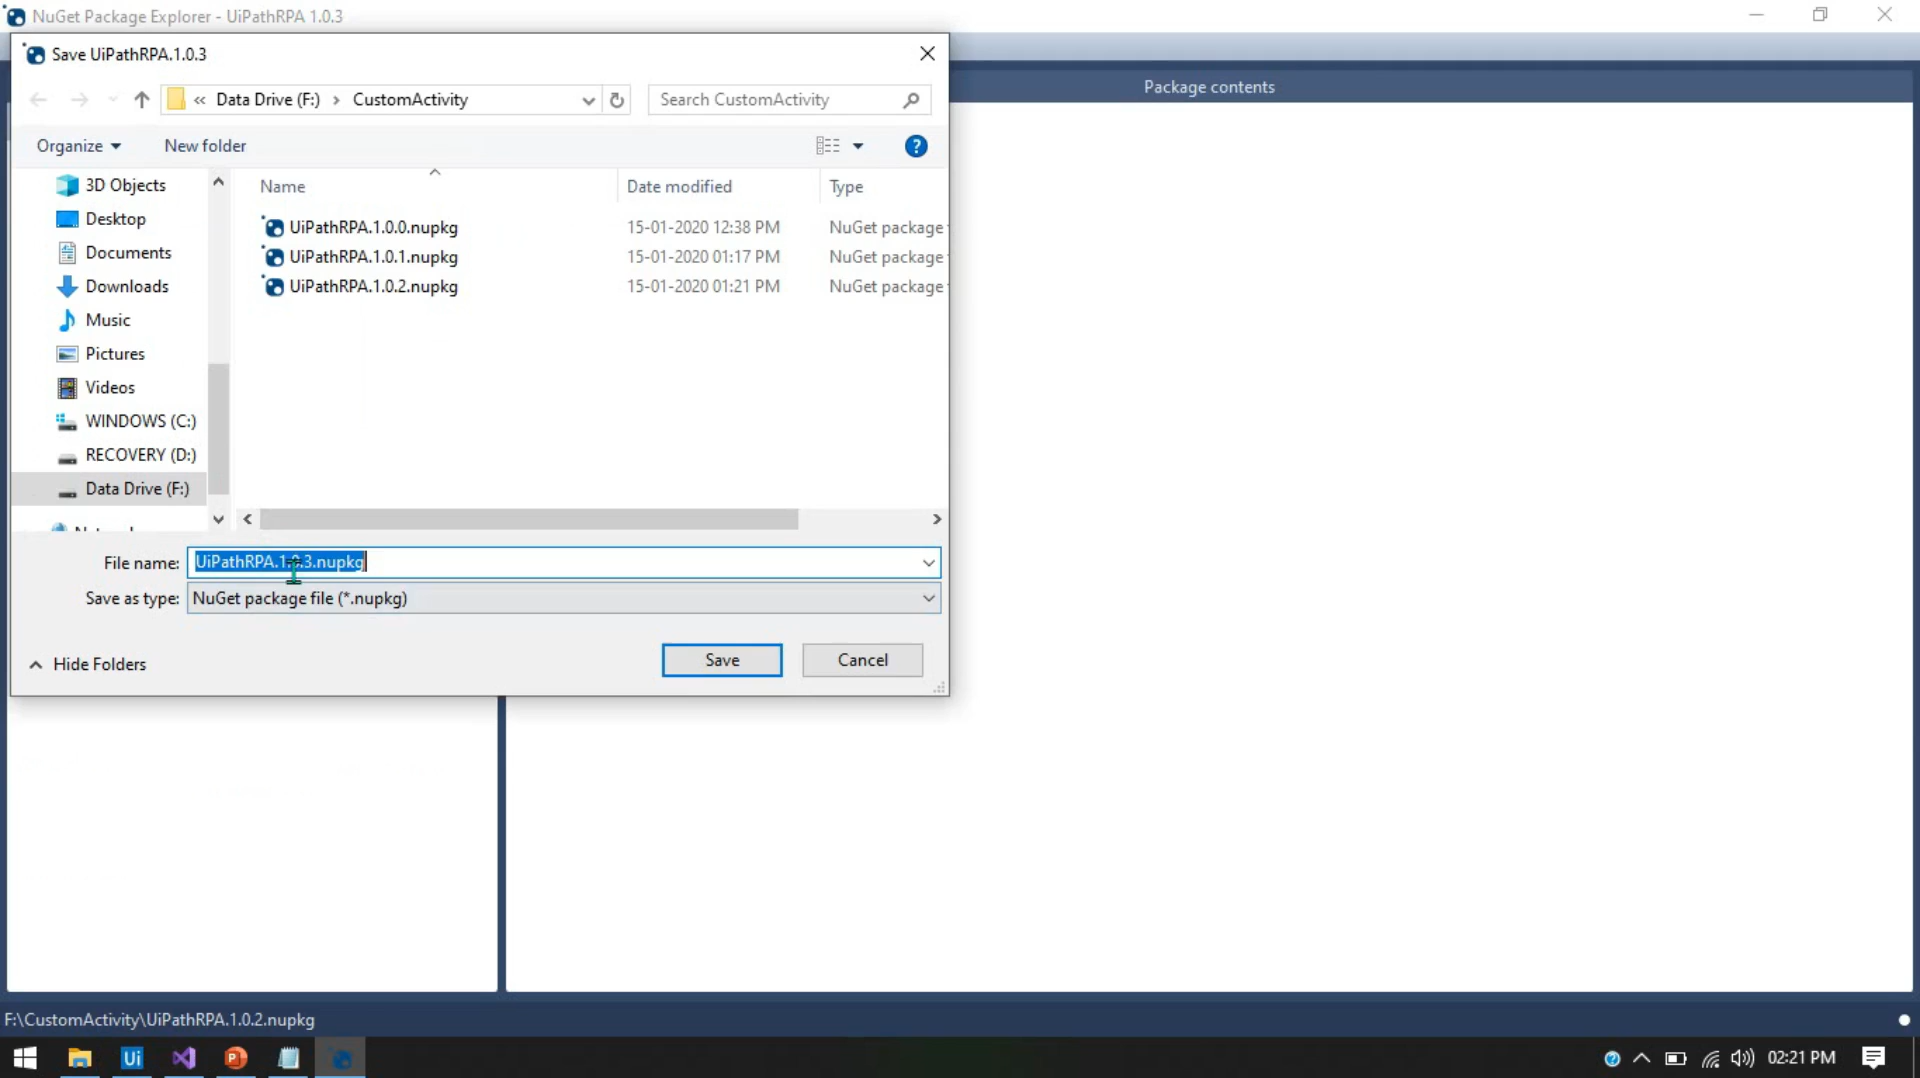 NuGet Package Explorer - UiPathRPA 1.0.3
Save UiPathRPA.1.0.3
« Data Drive (F:) > CustomActivity
Search CustomActivity
Package contents
Organize
New folder
?
3D Objects
Desktop
Documents
Downloads
Music
Pictures
Videos
WINDOWS (C:)
RECOVERY (D:)
Data Drive (F:)
Name Date modified Type
UiPathRPA.1.0.0.nupkg 15-01-2020 12:38 PM NuGet package
UiPathRPA.1.0.1.nupkg 15-01-2020 01:17 PM NuGet package
UiPathRPA.1.0.2.nupkg 15-01-2020 01:21 PM NuGet package
File name: UiPathRPA.1.0.3.nupkg
Save as type: NuGet package file (*.nupkg)
Hide Folders
Save
Cancel
F:\CustomActivity\UiPathRPA.1.0.2.nupkg
Ui
02:21 PM